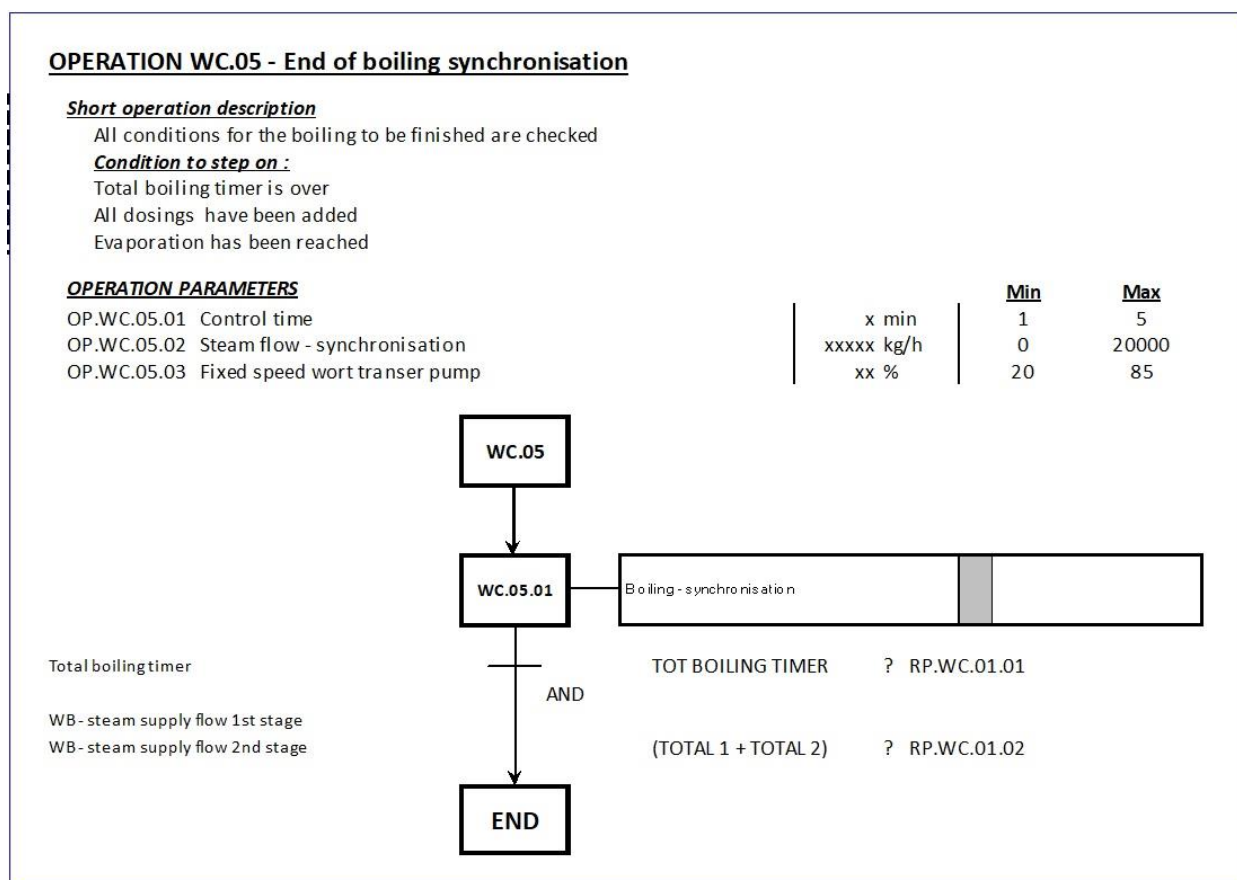 OPERATION WC.05 - End of boiling synchronisation
Short operation description
All conditions for the boiling to be finished are checked
Condition to step on :
Total boiling timer is over
All dosings have been added
Evaporation has been reached
OPERATION PARAMETERS Min Max
OP.WC.05.01 Control time x min 1 5
OP.WC.05.02 Steam flow - synchronisation xxxxx kg/h 0 20000
OP.WC.05.03 Fixed speed wort transer pump xx % 20 85
WC.05
WC.05.01 Boiling - synchronisation
Total boiling timer TOT BOILING TIMER ? RP.WC.01.01
AND
WB - steam supply flow 1st stage
WB - steam supply flow 2nd stage (TOTAL 1 + TOTAL 2) ? RP.WC.01.02
END